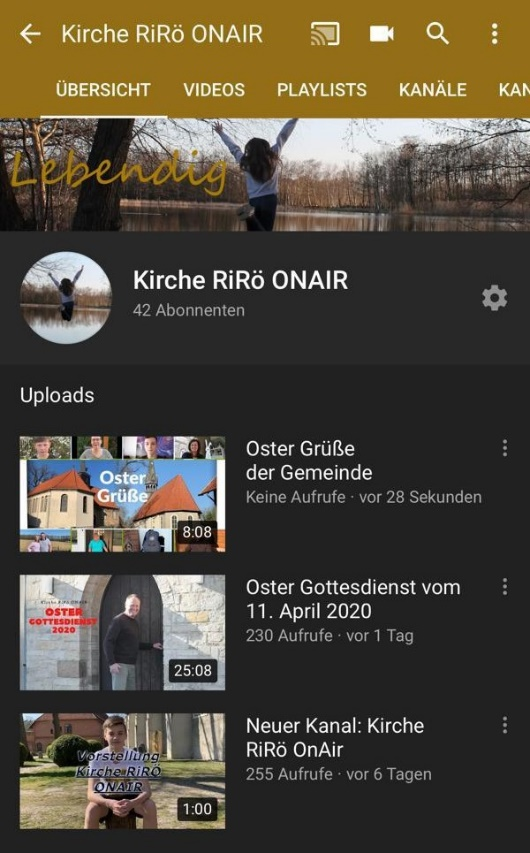 Kirche RiRö ONAIR
ÜBERSICHT VIDEOS PLAYLISTS KANÄLE KAN
Lebendig
Kirche RiRö ONAIR
42 Abonnenten
Uploads
Oster
Grüße
8:08
Oster Grüße
der Gemeinde
Keine Aufrufe · vor 28 Sekunden
Kirche RiRö ONAIR
OSTER
GOTTESDIENST
2020
25:08
Oster Gottesdienst vom
11. April 2020
230 Aufrufe · vor 1 Tag
Vorstellung
Kirche RiRÖ
ONAIR
1:00
Neuer Kanal: Kirche
RiRö OnAir
255 Aufrufe · vor 6 Tagen